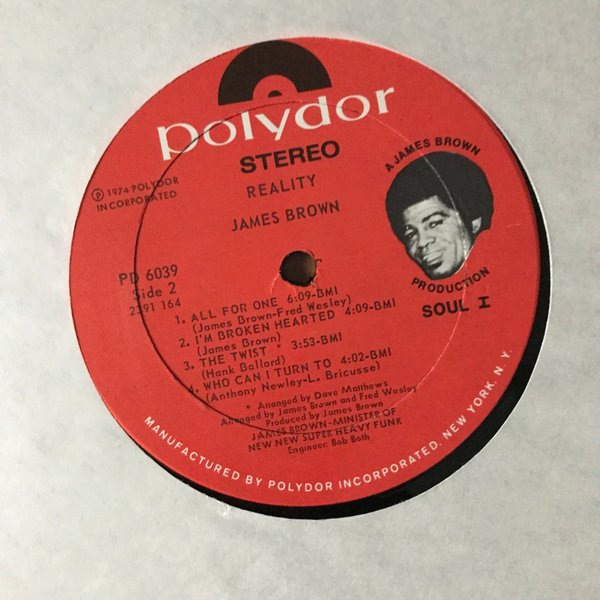 polydor
STEREO
REALITY
JAMES BROWN
℗ 1974 POLYDOR
INCORPORATED
A JAMES BROWN
PRODUCTION
SOUL I
PD 6039
Side 2
2391 164
1. ALL FOR ONE 6:09-BMI
(James Brown-Fred Wesley)
2. I'M BROKEN HEARTED 4:09-BMI
(James Brown)
3. THE TWIST * 3:53-BMI
(Hank Ballard)
4. WHO CAN I TURN TO 4:02-BMI
(Anthony Newley-L. Bricusse)
* Arranged by Dave Matthews
Arranged by James Brown and Fred Wesley
Produced by James Brown
JAMES BROWN-MINISTER OF
NEW NEW SUPER HEAVY FUNK
Engineer: Bob Both
MANUFACTURED BY POLYDOR INCORPORATED, NEW YORK, N. Y.